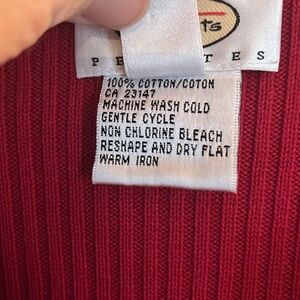 100% COTTON/COTON
CA 23147
MACHINE WASH COLD
GENTLE CYCLE
NON CHLORINE BLEACH
RESHAPE AND DRY FLAT
WARM IRON